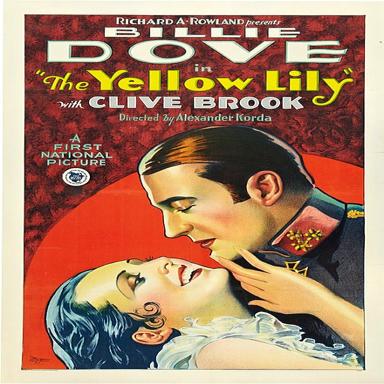 RICHARD A. ROWLAND presents
BILLIE
DOVE
in
"The Yellow Lily"
with CLIVE BROOK
Directed by Alexander Korda
A
FIRST
NATIONAL
PICTURE